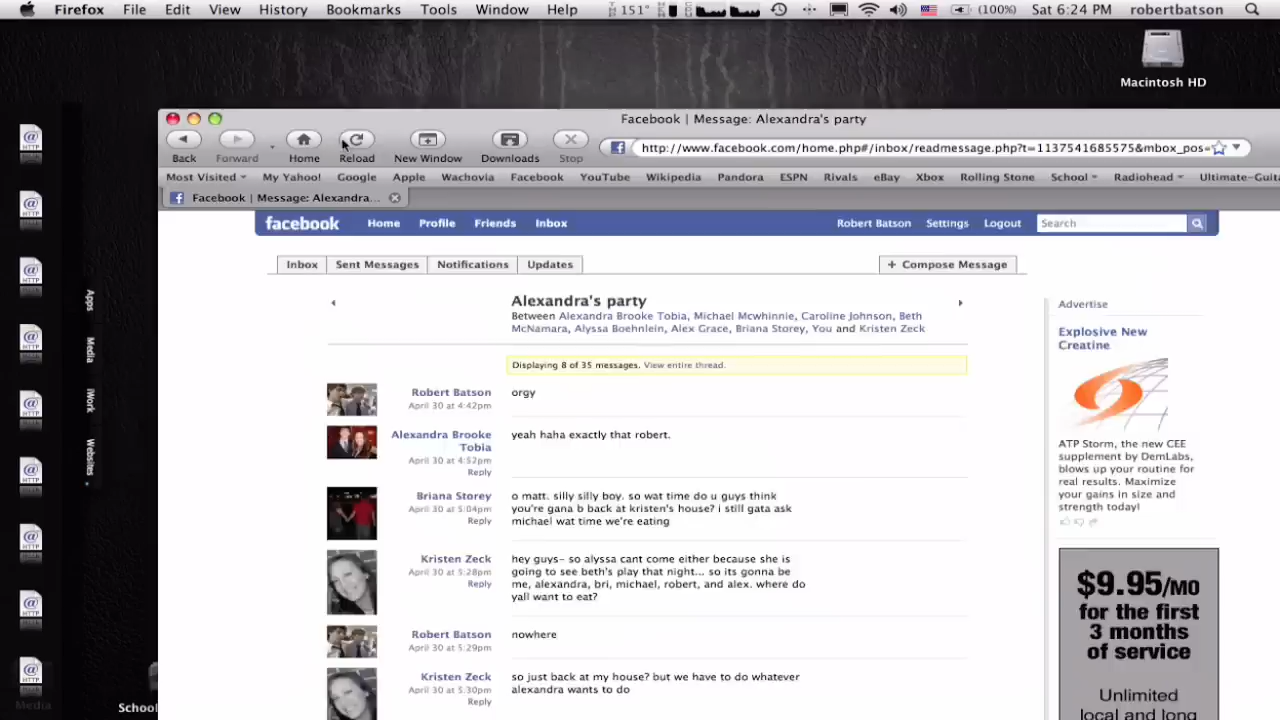 Firefox File Edit View History Bookmarks Tools Window Help 151° (100%) Sat 6:24 PM robertbatson
Macintosh HD
Facebook | Message: Alexandra's party
Back Forward Home Reload New Window Downloads Stop
http://www.facebook.com/home.php#/inbox/readmessage.php?t=1137541685575&mbox_pos=
Most Visited My Yahoo! Google Apple Wachovia Facebook YouTube Wikipedia Pandora ESPN Rivals eBay Xbox Rolling Stone School Radiohead Ultimate-Guita
Facebook | Message: Alexandra...
facebook Home Profile Friends Inbox Robert Batson Settings Logout Search
Inbox Sent Messages Notifications Updates + Compose Message
Alexandra's party
Between Alexandra Brooke Tobia, Michael Mcwhinnie, Caroline Johnson, Beth
McNamara, Alyssa Boehnlein, Alex Grace, Briana Storey, You and Kristen Zeck
Displaying 8 of 35 messages. View entire thread.
Robert Batson
April 30 at 4:42pm
orgy
Alexandra Brooke
Tobia
April 30 at 4:52pm
Reply
yeah haha exactly that robert.
Briana Storey
April 30 at 5:04pm
Reply
o matt. silly silly boy. so wat time do u guys think
you're gana b back at kristen's house? i still gata ask
michael wat time we're eating
Kristen Zeck
April 30 at 5:28pm
Reply
hey guys- so alyssa cant come either because she is
going to see beth's play that night... so its gonna be
me, alexandra, bri, michael, robert, and alex. where do
yall want to eat?
Robert Batson
April 30 at 5:29pm
nowhere
Kristen Zeck
April 30 at 5:30pm
Reply
so just back at my house? but we have to do whatever
alexandra wants to do
Advertise
Explosive New
Creatine
ATP Storm, the new CEE
supplement by DemLabs,
blows up your routine for
real results. Maximize
your gains in size and
strength today!
$9.95/MO
for the first
3 months
of service
Unlimited
local and long
HTTP
HTTP
HTTP
HTTP
HTTP
HTTP
HTTP
HTTP
HTTP
Apps
Media
iWork
Websites
Media
School